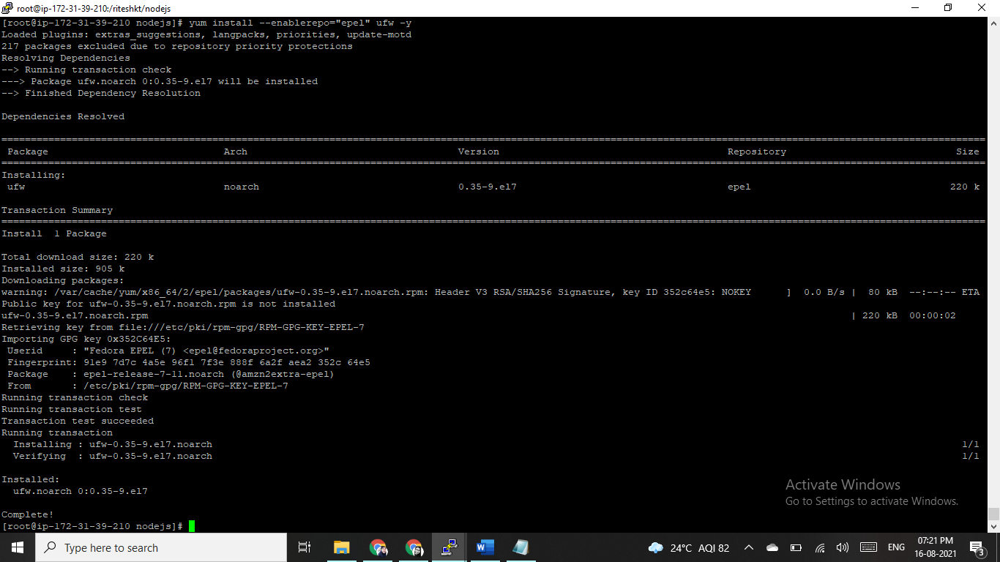 root@ip-172-31-39-210:/riteshkt/nodejs
[root@ip-172-31-39-210 nodejs]# yum install --enablerepo="epel" ufw -y
Loaded plugins: extras_suggestions, langpacks, priorities, update-motd
217 packages excluded due to repository priority protections
Resolving Dependencies
--> Running transaction check
---> Package ufw.noarch 0:0.35-9.el7 will be installed
--> Finished Dependency Resolution
Dependencies Resolved
Package Arch Version Repository Size
Installing:
ufw noarch 0.35-9.el7 epel 220 k
Transaction Summary
Install 1 Package
Total download size: 220 k
Installed size: 905 k
Downloading packages:
warning: /var/cache/yum/x86_64/2/epel/packages/ufw-0.35-9.el7.noarch.rpm: Header V3 RSA/SHA256 Signature, key ID 352c64e5: NOKEY ] 0.0 B/s | 80 kB --:--:-- ETA
Public key for ufw-0.35-9.el7.noarch.rpm is not installed
ufw-0.35-9.el7.noarch.rpm | 220 kB 00:00:02
Retrieving key from file:///etc/pki/rpm-gpg/RPM-GPG-KEY-EPEL-7
Importing GPG key 0x352C64E5:
Userid : "Fedora EPEL (7) <epel@fedoraproject.org>"
Fingerprint: 91e9 7d7c 4a5e 96f1 7f3e 888f 6a2f aea2 352c 64e5
Package : epel-release-7-11.noarch (@amzn2extra-epel)
From : /etc/pki/rpm-gpg/RPM-GPG-KEY-EPEL-7
Running transaction check
Running transaction test
Transaction test succeeded
Running transaction
Installing : ufw-0.35-9.el7.noarch 1/1
Verifying : ufw-0.35-9.el7.noarch 1/1
Installed:
ufw.noarch 0:0.35-9.el7
Complete!
[root@ip-172-31-39-210 nodejs]#
Activate Windows
Go to Settings to activate Windows.
Type here to search
24°C AQI 82
ENG
07:21 PM
16-08-2021
3